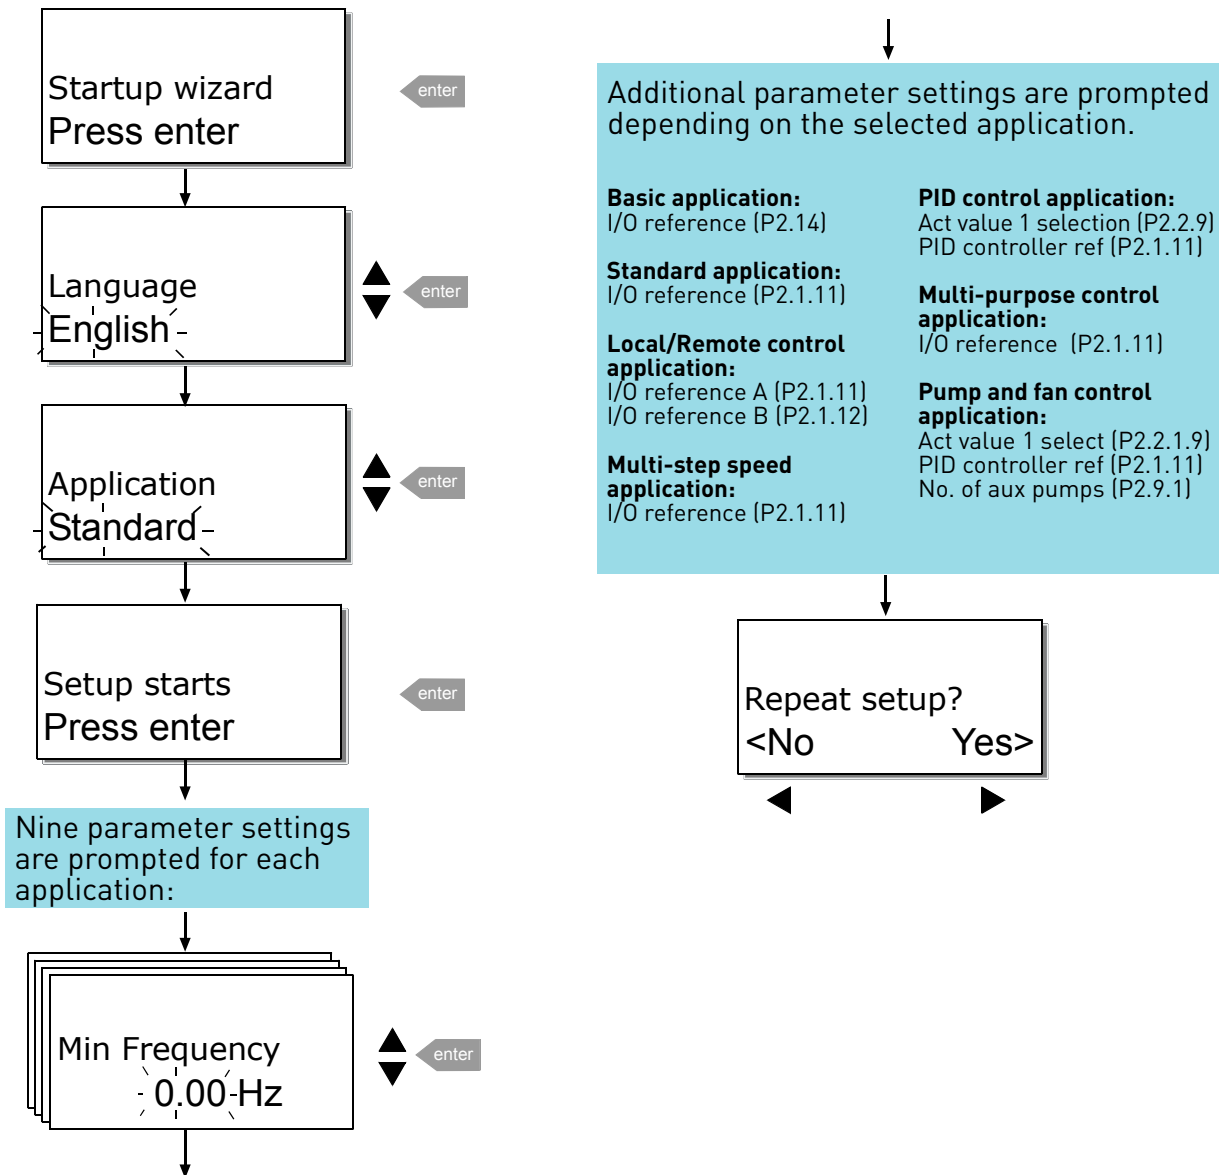 Startup wizard
Press enter
enter
Language
English
enter
Application
Standard
enter
Setup starts
Press enter
enter
Nine parameter settings
are prompted for each
application:
Min Frequency
0.00 Hz
enter
Additional parameter settings are prompted
depending on the selected application.
Basic application:
I/O reference (P2.14)
Standard application:
I/O reference (P2.1.11)
Local/Remote control
application:
I/O reference A (P2.1.11)
I/O reference B (P2.1.12)
Multi-step speed
application:
I/O reference (P2.1.11)
PID control application:
Act value 1 selection (P2.2.9)
PID controller ref (P2.1.11)
Multi-purpose control
application:
I/O reference (P2.1.11)
Pump and fan control
application:
Act value 1 select (P2.2.1.9)
PID controller ref (P2.1.11)
No. of aux pumps (P2.9.1)
Repeat setup?
<No Yes>